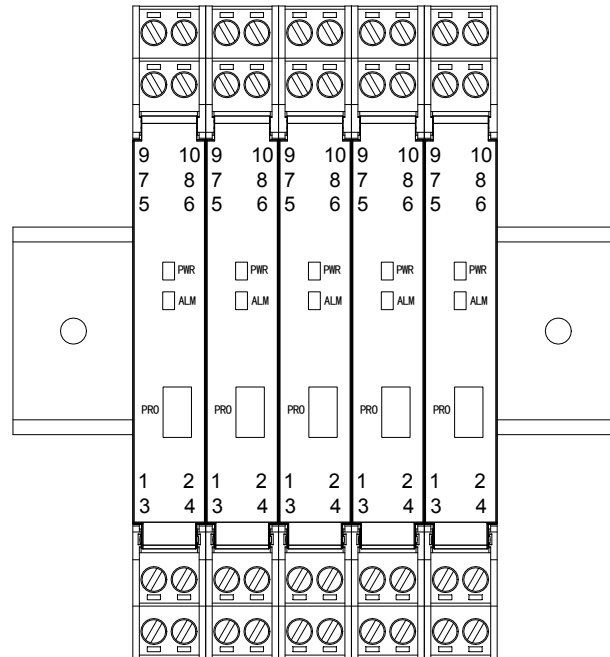 9 10 9 10 9 10 9 10 9 10
7 8 7 8 7 8 7 8 7 8
5 6 5 6 5 6 5 6 5 6
PWR PWR PWR PWR PWR
ALM ALM ALM ALM ALM
PRO PRO PRO PRO PRO
1 2 1 2 1 2 1 2 1 2
3 4 3 4 3 4 3 4 3 4